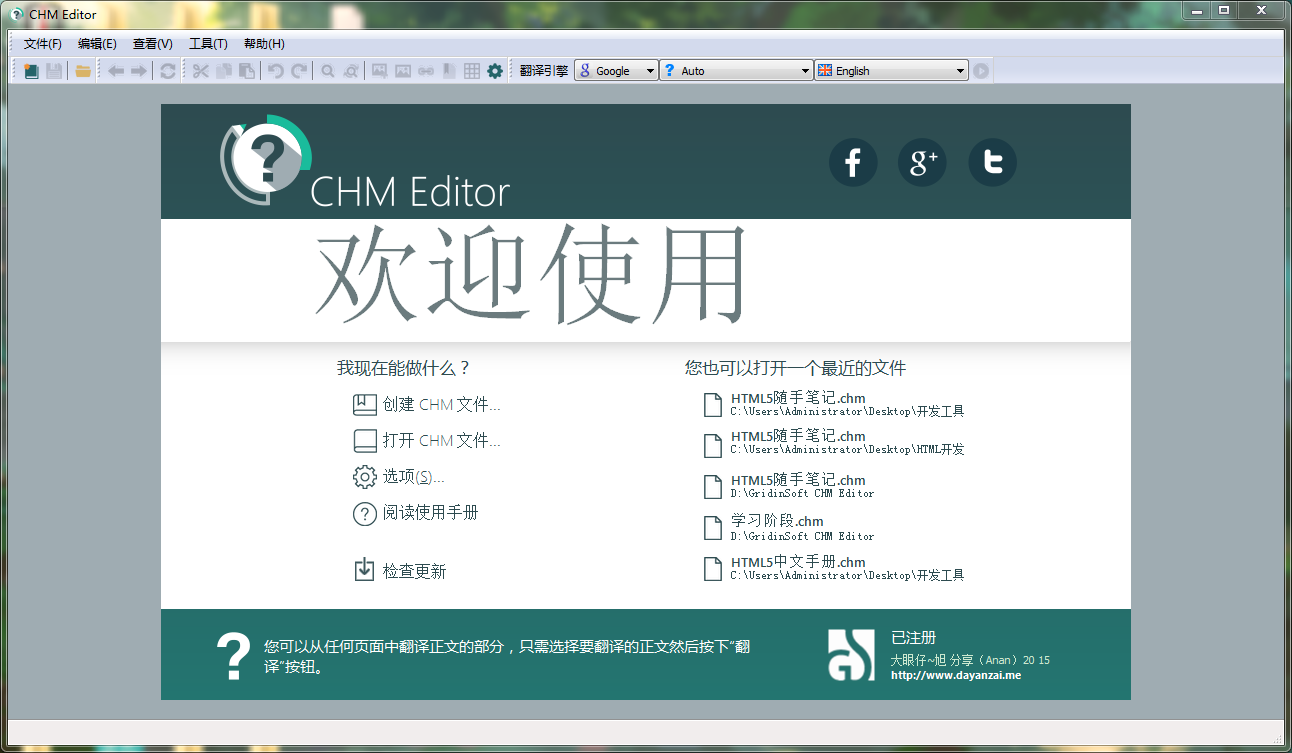 CHM Editor
文件(F) 编辑(E) 查看(V) 工具(T) 帮助(H)
翻译引擎 Google Auto English
CHM Editor
欢迎使用
我现在能做什么？
创建 CHM 文件...
打开 CHM 文件...
选项(S)...
阅读使用手册
检查更新
您也可以打开一个最近的文件
HTML5随手笔记.chm
C:\Users\Administrator\Desktop\开发工具
HTML5随手笔记.chm
C:\Users\Administrator\Desktop\HTML开发
HTML5随手笔记.chm
D:\GridinSoft CHM Editor
学习阶段.chm
D:\GridinSoft CHM Editor
HTML5中文手册.chm
C:\Users\Administrator\Desktop\开发工具
您可以从任何页面中翻译正文的部分，只需选择要翻译的正文然后按下"翻
译"按钮。
已注册
大眼仔~旭 分享（Anan）20 15
http://www.dayanzai.me